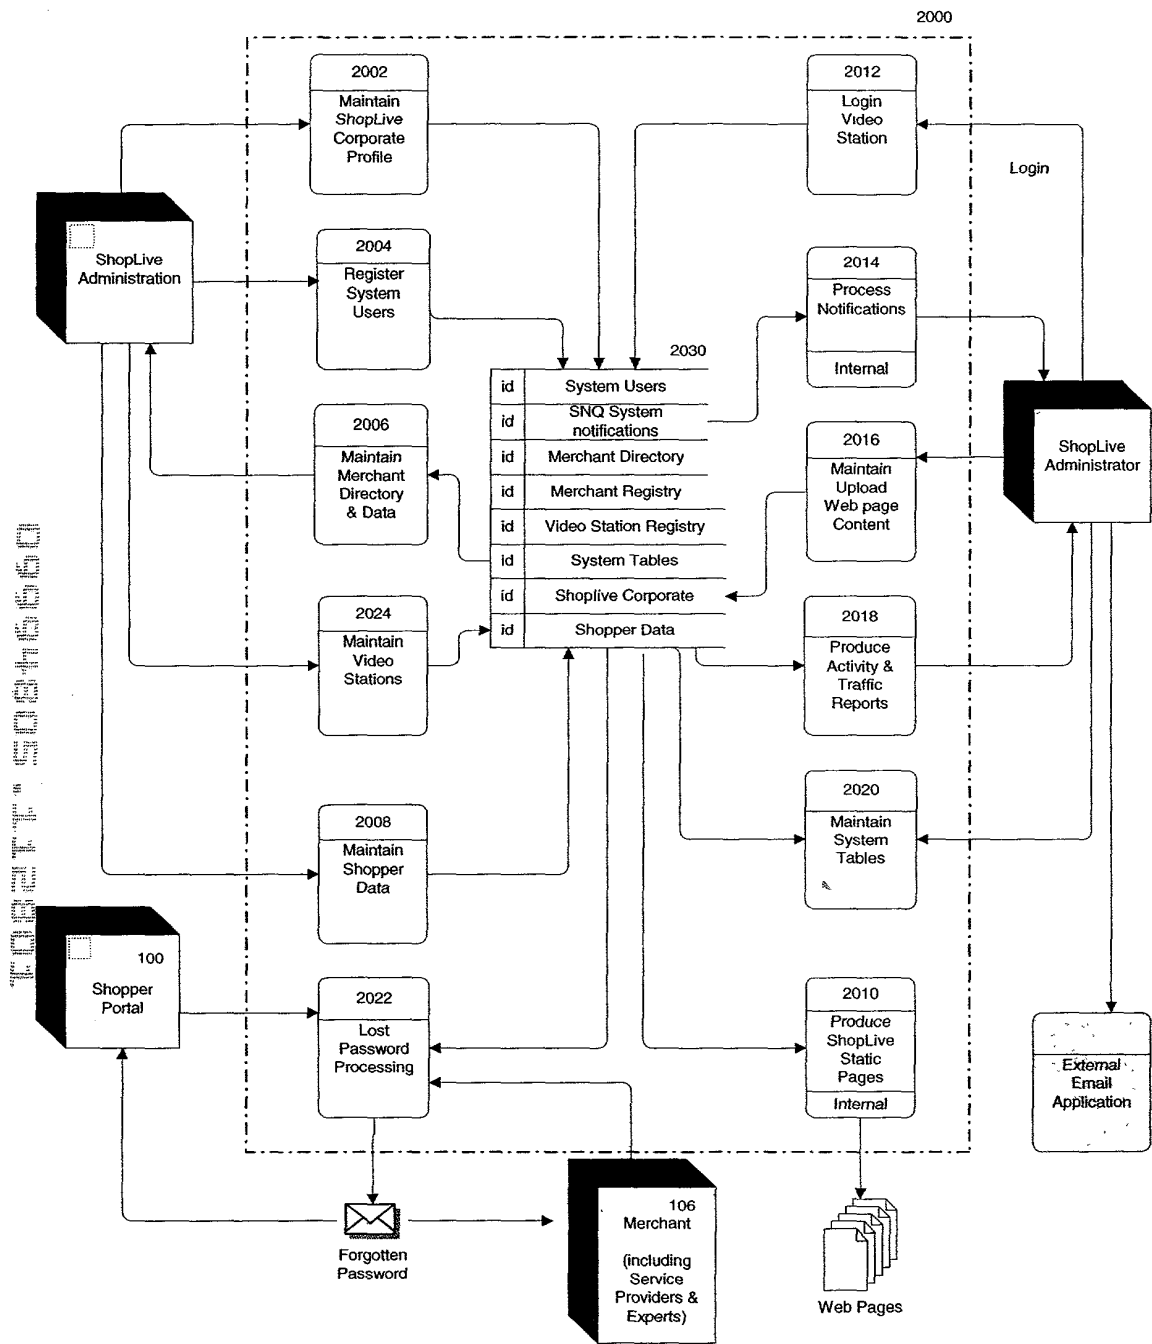 2000
2002
Maintain
ShopLive
Corporate
Profile
2012
Login
Video
Station
Login
ShopLive
Administration
2004
Register
System
Users
2014
Process
Notifications
Internal
2030
id System Users
id SNQ System
notifications
id Merchant Directory
id Merchant Registry
id Video Station Registry
id System Tables
id Shoplive Corporate
id Shopper Data
2006
Maintain
Merchant
Directory
& Data
2016
Maintain
Upload
Web page
Content
ShopLive
Administrator
2024
Maintain
Video
Stations
2018
Produce
Activity &
Traffic
Reports
2008
Maintain
Shopper
Data
2020
Maintain
System
Tables
100
Shopper
Portal
2022
Lost
Password
Processing
2010
Produce
ShopLive
Static
Pages
Internal
External
Email
Application
Forgotten
Password
106
Merchant
(including
Service
Providers &
Experts)
Web Pages